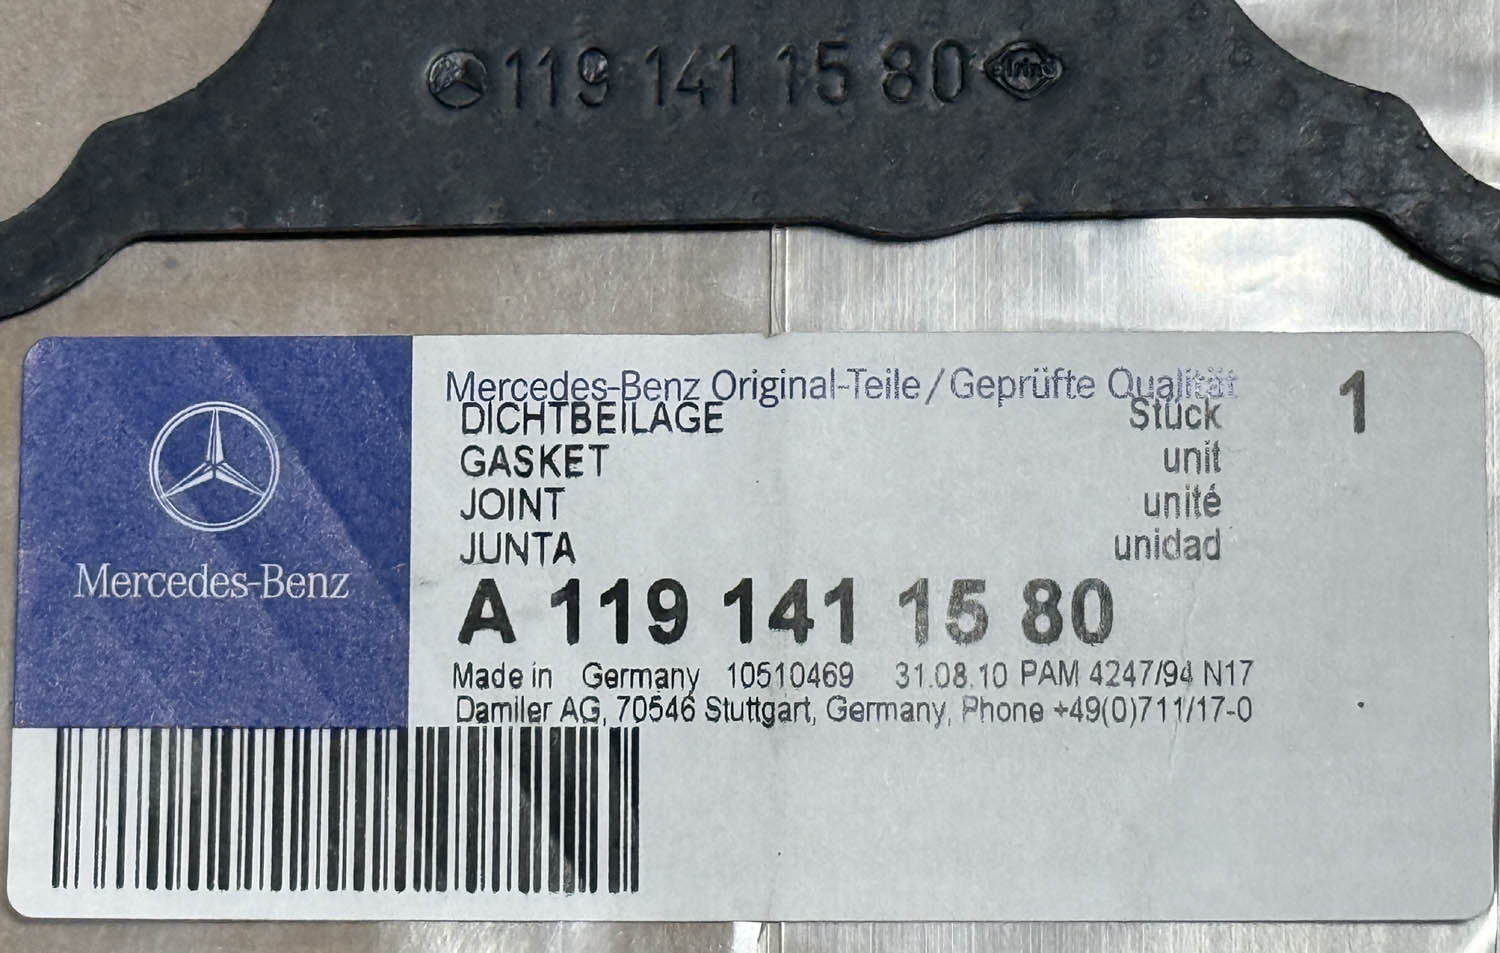 119 141 15 80 elring
Mercedes-Benz Original-Teile/Geprüfte Qualität
DICHTBEILAGE Stück 1
GASKET unit
JOINT unité
JUNTA unidad
Mercedes-Benz
A 119 141 15 80
Made in Germany 10510469 31.08.10 PAM 4247/94 N17
Damiler AG, 70546 Stuttgart, Germany, Phone +49(0)711/17-0